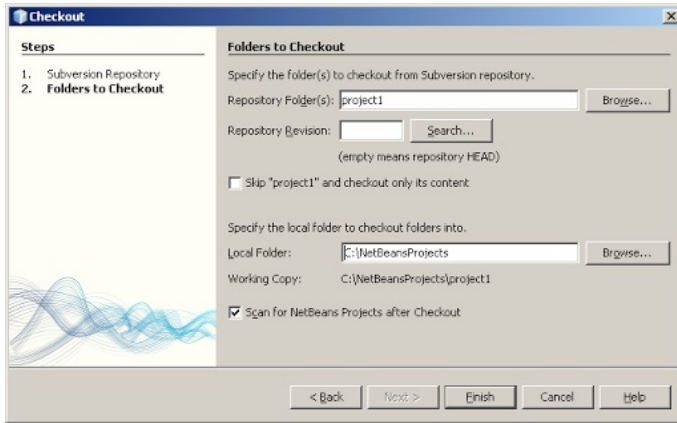 Checkout
Steps
1. Subversion Repository
2. Folders to Checkout
Folders to Checkout
Specify the folder(s) to checkout from Subversion repository.
Repository Folder(s): project1 Browse...
Repository Revision: Search...
(empty means repository HEAD)
Skip "project1" and checkout only its content
Specify the local folder to checkout folders into.
Local Folder: C:\NetBeansProjects Browse...
Working Copy: C:\NetBeansProjects\project1
Scan for NetBeans Projects after Checkout
< Back Next > Finish Cancel Help